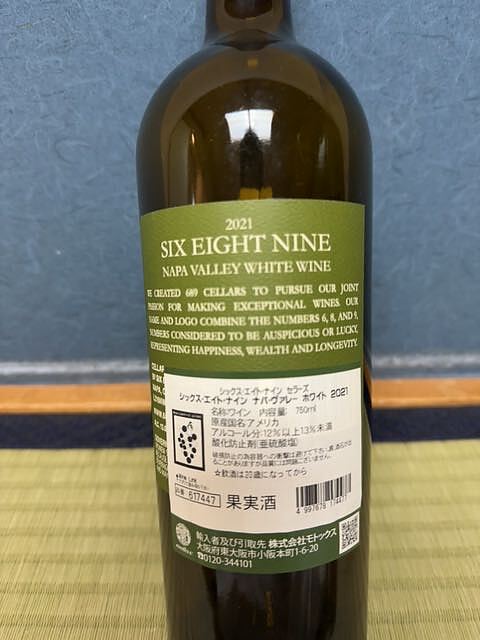 2021
SIX EIGHT NINE
NAPA VALLEY WHITE WINE
WE CREATED 689 CELLARS TO PURSUE OUR JOINT
PASSION FOR MAKING EXCEPTIONAL WINES. OUR
NAME AND LOGO COMBINE THE NUMBERS 6, 8, AND 9,
NUMBERS CONSIDERED TO BE AUSPICIOUS OR LUCKY,
REPRESENTING HAPPINESS, WEALTH AND LONGEVITY.
シックス・エイト・ナイン セラーズ
シックス・エイト・ナイン ナパ・ヴァレー ホワイト 2021
名称:ワイン 内容量: 750ml
原産国名:アメリカ
アルコール分:12%以上13%未満
酸化防止剤(亜硫酸塩)
☆飲酒は20歳になってから
617447
果実酒
4 997678 174471
輸入者及び引取先 株式会社モトックス
大阪府東大阪市小阪本町1-6-20
☎0120-344101